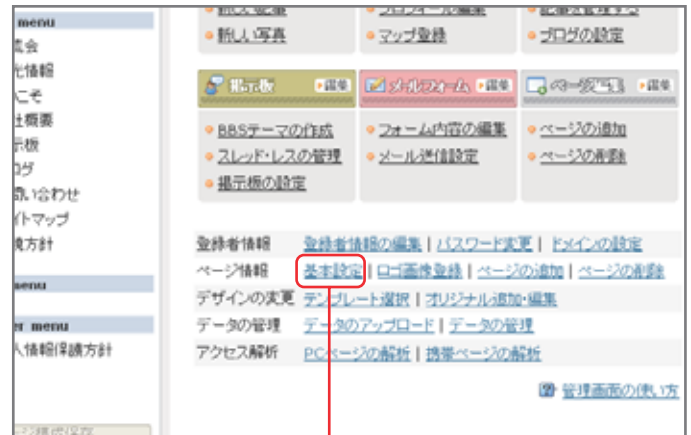 menu
• 新しい写真
• マップ登録
• ブログの設定
掲示板 ▸編集
メールフォーム ▸編集
▸編集
• BBSテーマの作成
• スレッド・レスの管理
• 掲示板の設定
• フォーム内容の編集
• メール送信設定
• ページの追加
• ページの削除
社概要
示板
ログ
問い合わせ
イトマップ
護方針
menu
er menu
人情報保護方針
登録者情報 登録者情報の編集 | パスワード変更 | ドメインの設定
ページ情報 基本設定 | ロゴ画像登録 | ページの追加 | ページの削除
デザインの変更 テンプレート選択 | オリジナル追加・編集
データの管理 データのアップロード | データの管理
アクセス解析 PCページの解析 | 携帯ページの解析
管理画面の使い方